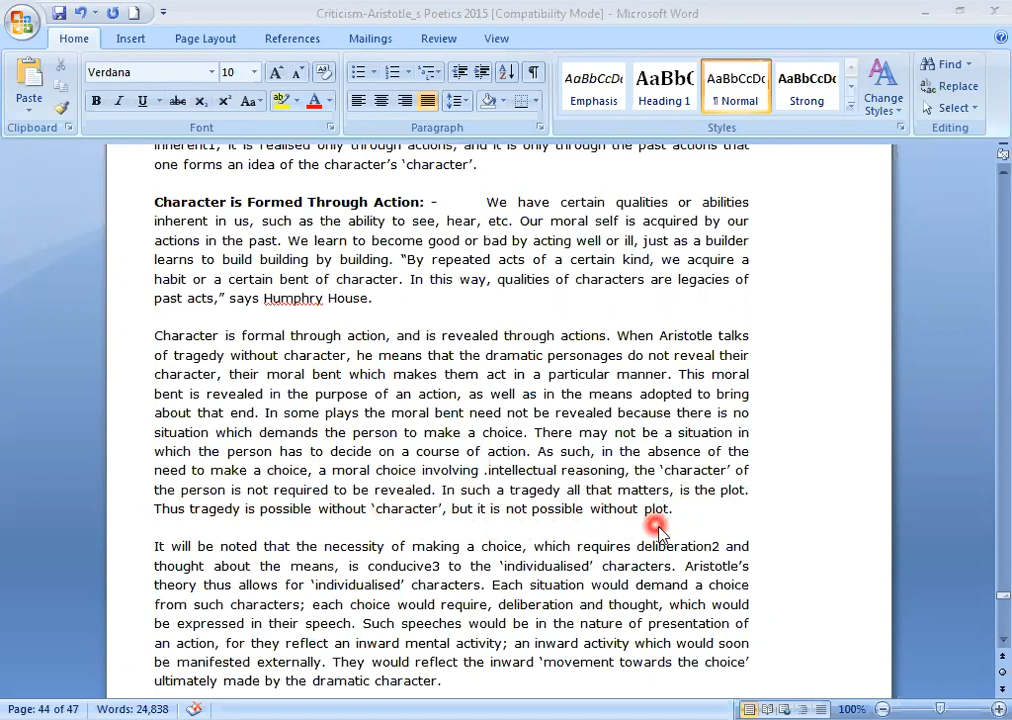 Criticism-Aristotle_s Poetics 2015 [Compatibility Mode] - Microsoft Word
Home Insert Page Layout References Mailings Review View
Paste
Verdana 10
AaBbCcDc AaBbC AaBbCcDc AaBbCcDc
Emphasis Heading 1 ¶ Normal Strong
Change Styles
Find
Replace
Select
Clipboard Font Paragraph Styles Editing
inherent1, it is realised only through actions, and it is only through the past actions that
one forms an idea of the character's ‘character’.
Character is Formed Through Action: - We have certain qualities or abilities
inherent in us, such as the ability to see, hear, etc. Our moral self is acquired by our
actions in the past. We learn to become good or bad by acting well or ill, just as a builder
learns to build building by building. “By repeated acts of a certain kind, we acquire a
habit or a certain bent of character. In this way, qualities of characters are legacies of
past acts,” says Humphry House.
Character is formal through action, and is revealed through actions. When Aristotle talks
of tragedy without character, he means that the dramatic personages do not reveal their
character, their moral bent which makes them act in a particular manner. This moral
bent is revealed in the purpose of an action, as well as in the means adopted to bring
about that end. In some plays the moral bent need not be revealed because there is no
situation which demands the person to make a choice. There may not be a situation in
which the person has to decide on a course of action. As such, in the absence of the
need to make a choice, a moral choice involving .intellectual reasoning, the ‘character’ of
the person is not required to be revealed. In such a tragedy all that matters, is the plot.
Thus tragedy is possible without ‘character’, but it is not possible without plot.
It will be noted that the necessity of making a choice, which requires deliberation2 and
thought about the means, is conducive3 to the ‘individualised’ characters. Aristotle’s
theory thus allows for ‘individualised’ characters. Each situation would demand a choice
from such characters; each choice would require, deliberation and thought, which would
be expressed in their speech. Such speeches would be in the nature of presentation of
an action, for they reflect an inward mental activity; an inward activity which would soon
be manifested externally. They would reflect the inward ‘movement towards the choice’
ultimately made by the dramatic character.
Page: 44 of 47 Words: 24,838 100%